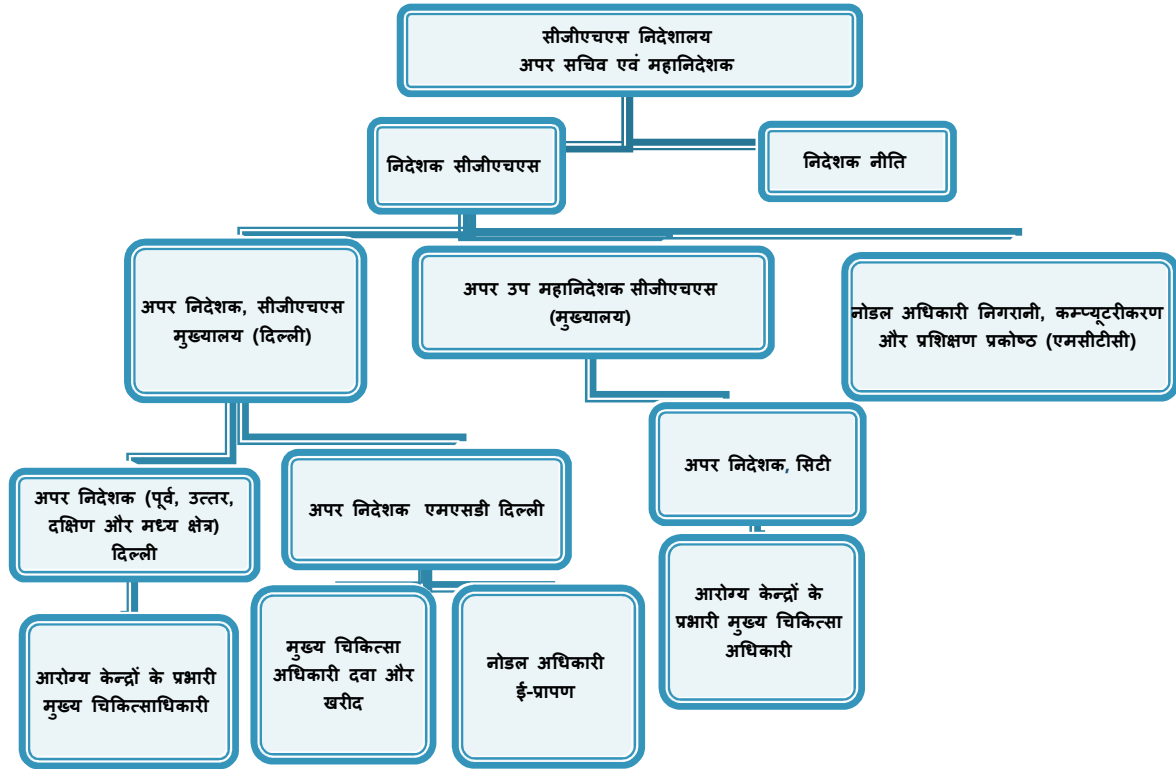 सीजीएचएस निदेशालय
अपर सचिव एवं महानिदेशक
निदेशक सीजीएचएस
निदेशक नीति
अपर निदेशक, सीजीएचएस
मुख्यालय (दिल्ली)
अपर उप महानिदेशक सीजीएचएस
(मुख्यालय)
नोडल अधिकारी निगरानी, कम्प्यूटरीकरण
और प्रशिक्षण प्रकोष्ठ (एमसीटीसी)
अपर निदेशक (पूर्व, उत्तर,
दक्षिण और मध्य क्षेत्र)
दिल्ली
अपर निदेशक एमएसडी दिल्ली
अपर निदेशक, सिटी
आरोग्य केन्द्रों के प्रभारी
मुख्य चिकित्साधिकारी
मुख्य चिकित्सा
अधिकारी दवा और
खरीद
नोडल अधिकारी
ई-प्रापण
आरोग्य केन्द्रों के
प्रभारी मुख्य चिकित्सा
अधिकारी